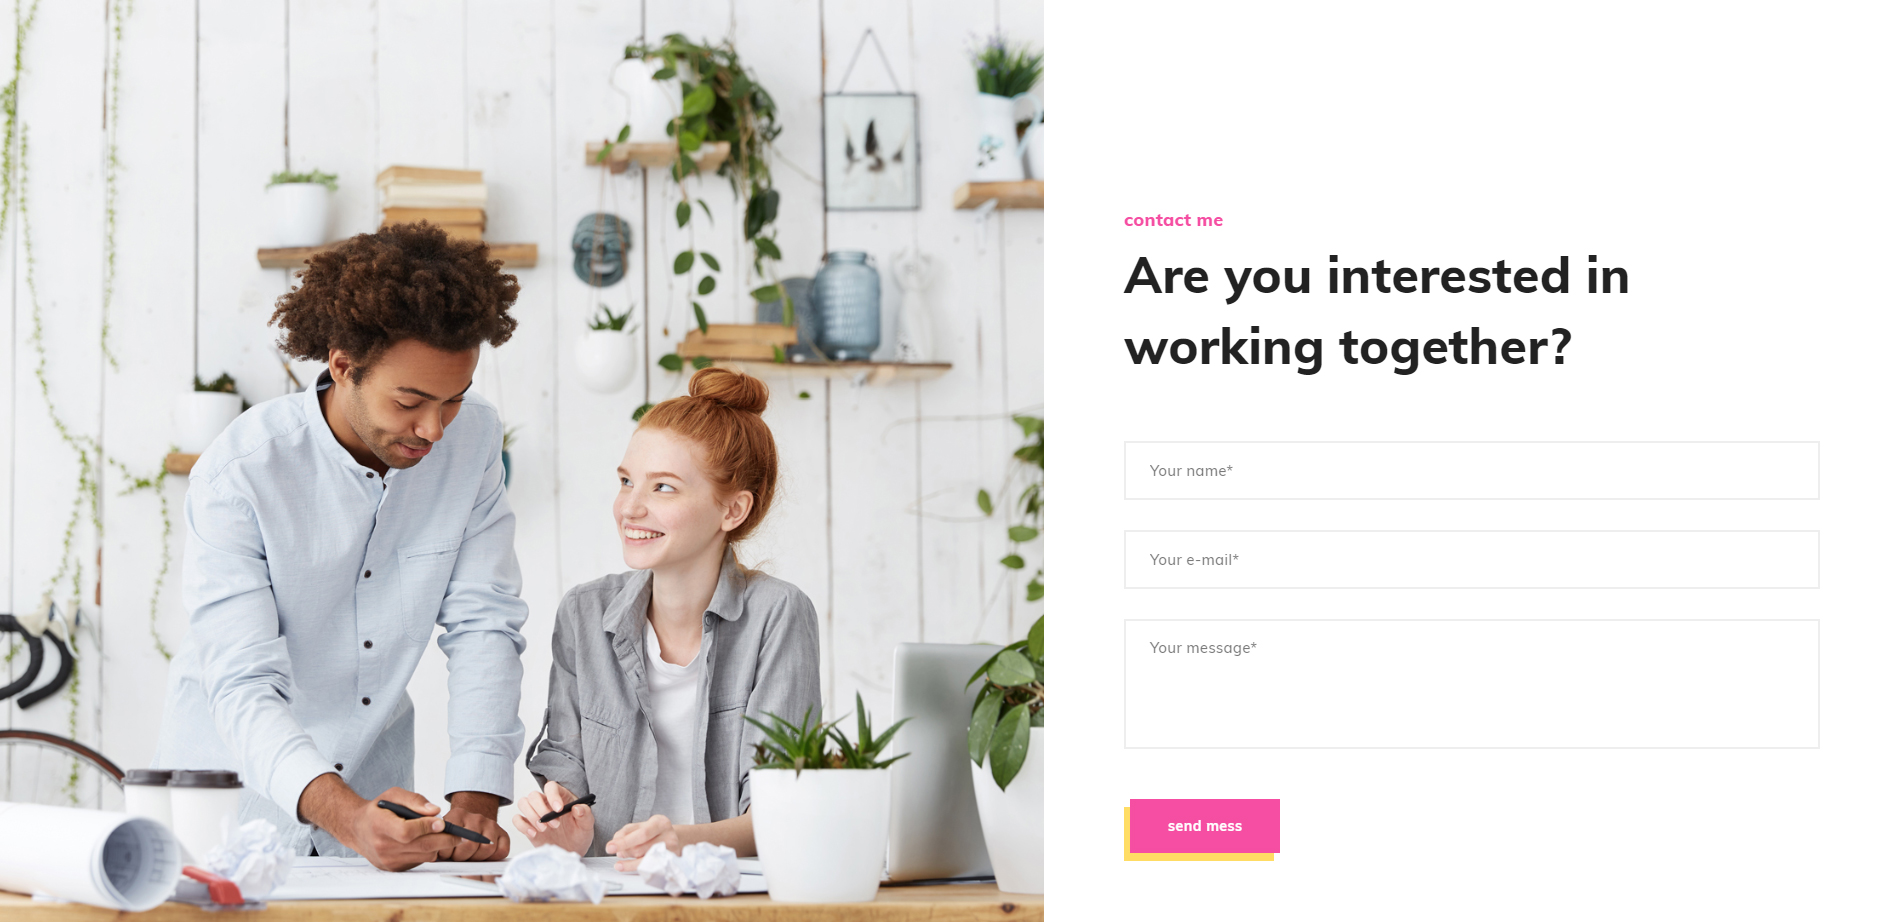 contact me
Are you interested in
working together?
Your name*
Your e-mail*
Your message*
send mess